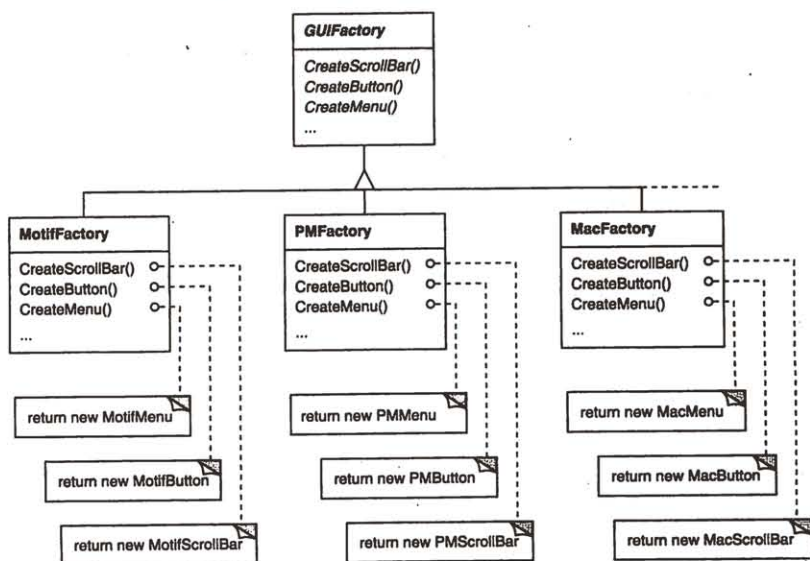 GUIFactory
CreateScrollBar()
CreateButton()
CreateMenu()
...
MotifFactory
CreateScrollBar()
CreateButton()
CreateMenu()
...
PMFactory
CreateScrollBar()
CreateButton()
CreateMenu()
...
MacFactory
CreateScrollBar()
CreateButton()
CreateMenu()
...
return new MotifMenu
return new PMMenu
return new MacMenu
return new MotifButton
return new PMButton
return new MacButton
return new MotifScrollBar
return new PMScrollBar
return new MacScrollBar